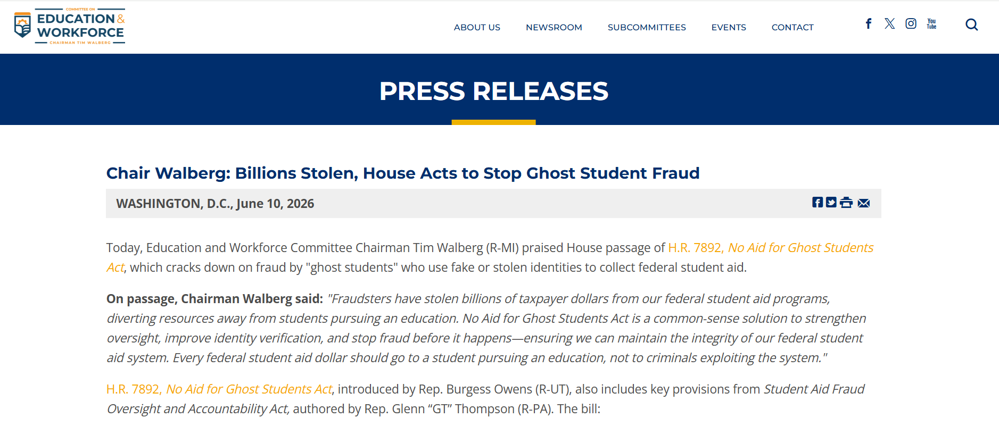 COMMITTEE ON
EDUCATION &
WORKFORCE
CHAIRMAN TIM WALBERG
ABOUT US
NEWSROOM
SUBCOMMITTEES
EVENTS
CONTACT
You
Tube
PRESS RELEASES
Chair Walberg: Billions Stolen, House Acts to Stop Ghost Student Fraud
WASHINGTON, D.C., June 10, 2026
Today, Education and Workforce Committee Chairman Tim Walberg (R-MI) praised House passage of H.R. 7892, No Aid for Ghost Students
Act, which cracks down on fraud by "ghost students" who use fake or stolen identities to collect federal student aid.
On passage, Chairman Walberg said: "Fraudsters have stolen billions of taxpayer dollars from our federal student aid programs,
diverting resources away from students pursuing an education. No Aid for Ghost Students Act is a common-sense solution to strengthen
oversight, improve identity verification, and stop fraud before it happens—ensuring we can maintain the integrity of our federal student
aid system. Every federal student aid dollar should go to a student pursuing an education, not to criminals exploiting the system."
H.R. 7892, No Aid for Ghost Students Act, introduced by Rep. Burgess Owens (R-UT), also includes key provisions from Student Aid Fraud
Oversight and Accountability Act, authored by Rep. Glenn “GT” Thompson (R-PA). The bill: